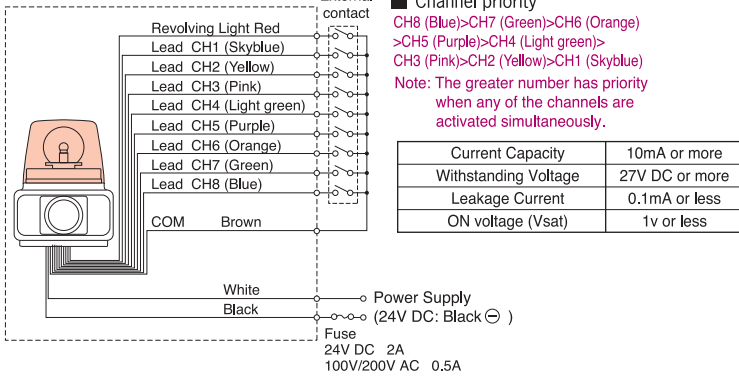 External
contact
Revolving Light Red
Lead CH1 (Skyblue)
Lead CH2 (Yellow)
Lead CH3 (Pink)
Lead CH4 (Light green)
Lead CH5 (Purple)
Lead CH6 (Orange)
Lead CH7 (Green)
Lead CH8 (Blue)
COM Brown
White
Black
Power Supply
(24V DC: Black ⊖ )
Fuse
24V DC 2A
100V/200V AC 0.5A
■ Channel priority
CH8 (Blue)>CH7 (Green)>CH6 (Orange)
>CH5 (Purple)>CH4 (Light green)>
CH3 (Pink)>CH2 (Yellow)>CH1 (Skyblue)
Note: The greater number has priority
when any of the channels are
activated simultaneously.
Current Capacity 10mA or more
Withstanding Voltage 27V DC or more
Leakage Current 0.1mA or less
ON voltage (Vsat) 1v or less